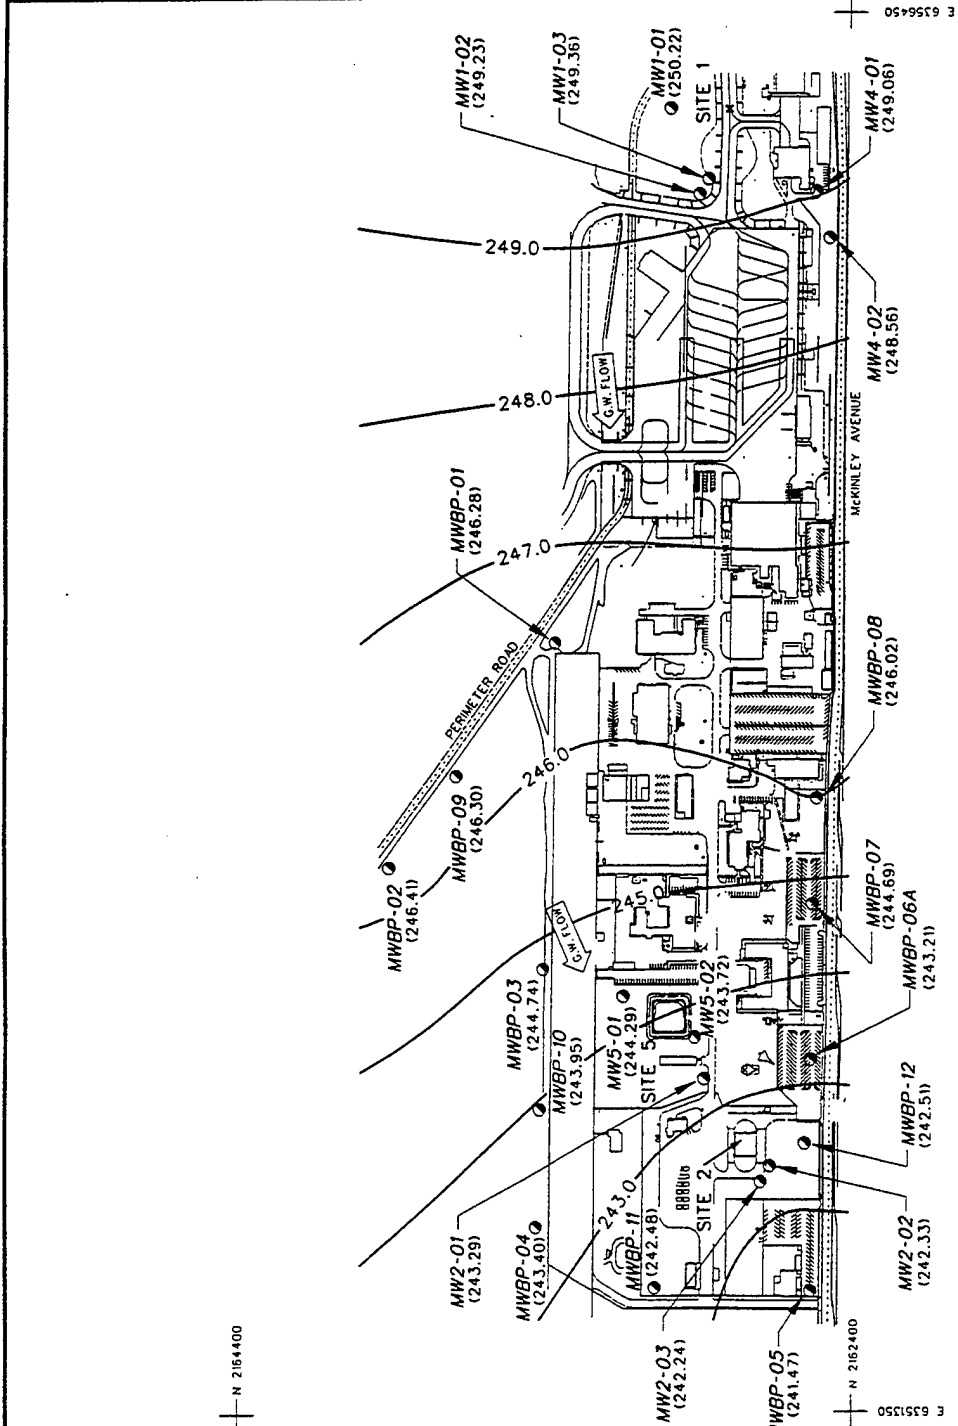 E 6356450
MW1-02
(249.23)
MW1-03
(249.36)
MW1-01
(250.22)
SITE 1
MW4-01
(249.06)
249.0
MW4-02
(248.56)
G.W. FLOW
248.0
McKINLEY AVENUE
MWBP-01
(246.28)
247.0
PERIMETER ROAD
MWBP-08
(246.02)
246.0
MWBP-09
(246.30)
MWBP-02
(246.41)
MWBP-07
(244.69)
245.0
G.W. FLOW
MWBP-06A
(243.21)
MWBP-03
(244.74)
MWBP-10
(243.95)
MW5-01
(244.29)
SITE 5
MW5-02
(243.72)
MWBP-12
(242.51)
MW2-01
(243.29)
MWBP-04
(243.40)
243.0
MWBP-11
(242.48)
SITE 2
MW2-02
(242.33)
MW2-03
(242.24)
WBP-05
(241.47)
N 2164400
N 2162400
E 6351350